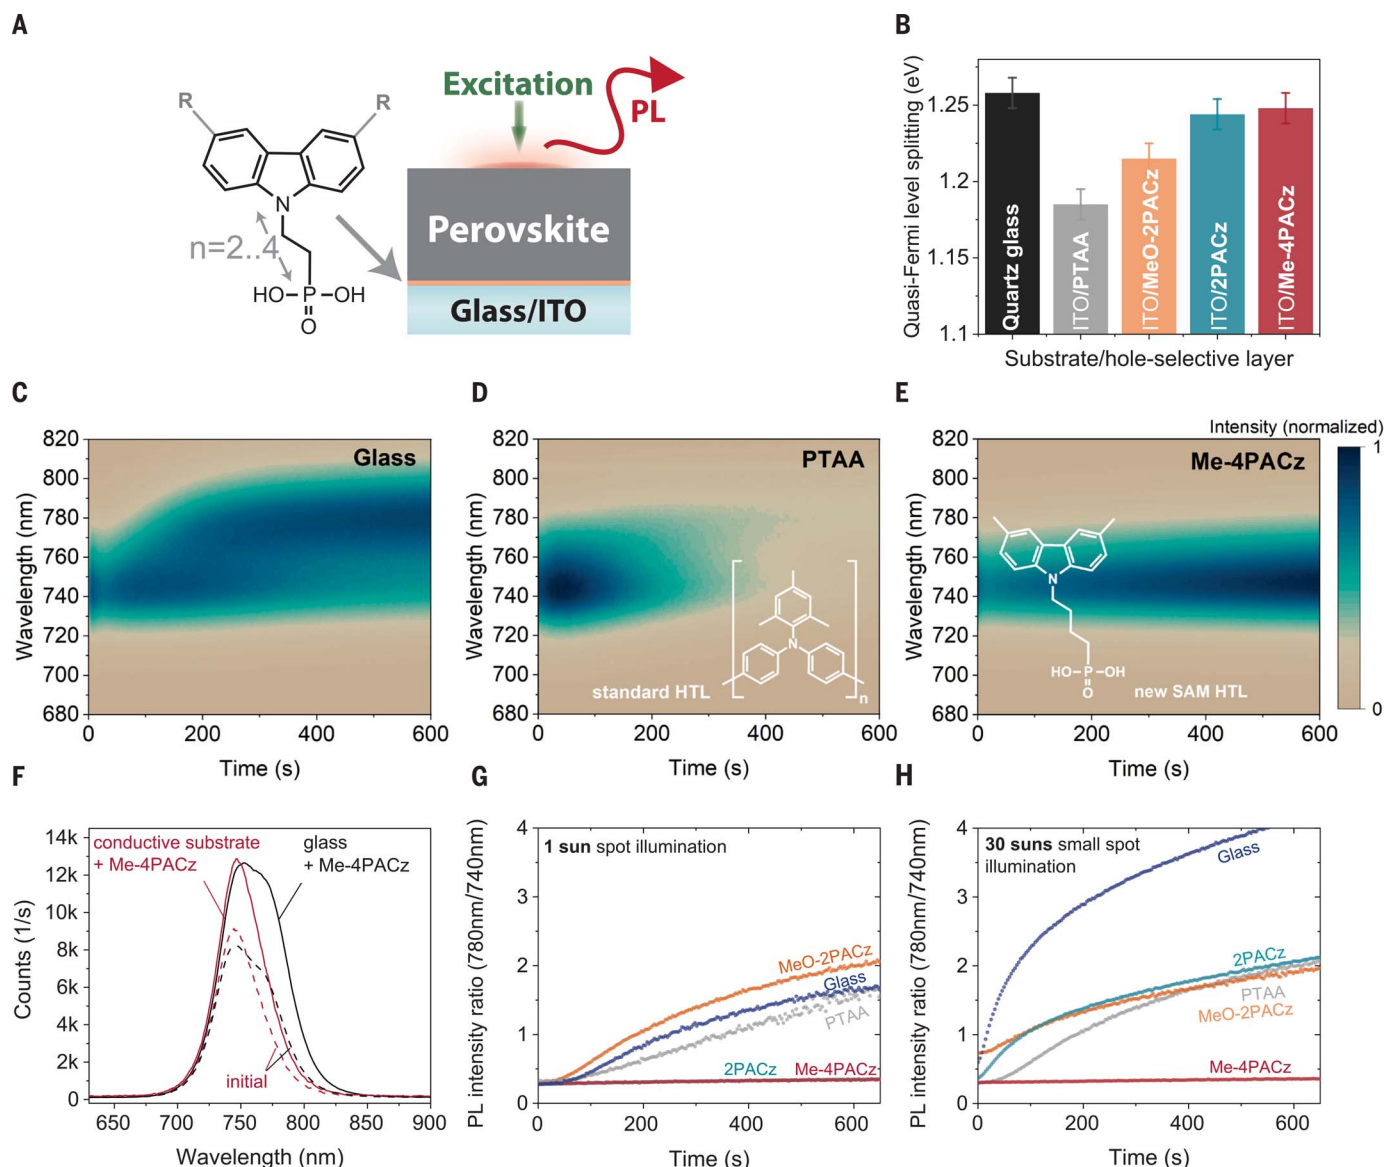 A
R
R
N
n=2..4
HO
P
OH
O
Excitation
PL
Perovskite
Glass/ITO
B
Quasi-Fermi level splitting (eV)
1.25
1.2
1.15
1.1
Quartz glass
ITO/PTAA
ITO/MeO-2PACz
ITO/2PACz
ITO/Me-4PACz
Substrate/hole-selective layer
C
Wavelength (nm)
820
800
780
760
740
720
700
680
Glass
0
200
400
600
Time (s)
D
Wavelength (nm)
820
800
780
760
740
720
700
680
PTAA
N
n
standard HTL
0
200
400
600
Time (s)
E
Wavelength (nm)
820
800
780
760
740
720
700
680
Me-4PACz
N
HO
P
OH
O
new SAM HTL
0
200
400
600
Time (s)
Intensity (normalized)
1
0
F
Counts (1/s)
14k
12k
10k
8k
6k
4k
2k
0
conductive substrate
+ Me-4PACz
glass
+ Me-4PACz
initial
650
700
750
800
850
900
Wavelength (nm)
G
PL intensity ratio (780nm/740nm)
4
3
2
1
0
1 sun spot illumination
MeO-2PACz
Glass
PTAA
2PACz
Me-4PACz
0
200
400
600
Time (s)
H
PL intensity ratio (780nm/740nm)
4
3
2
1
0
30 suns small spot
illumination
Glass
2PACz
PTAA
MeO-2PACz
Me-4PACz
0
200
400
600
Time (s)